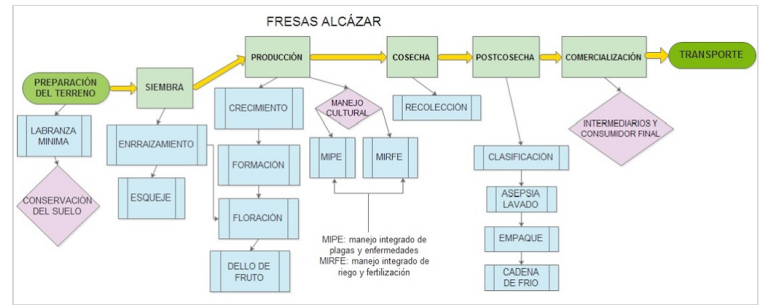 FRESAS ALCÁZAR
PREPARACIÓN
DEL TERRENO
SIEMBRA
PRODUCCIÓN
COSECHA
POSTCOSECHA
COMERCIALIZACIÓN
TRANSPORTE
LABRANZA
MINIMA
CONSERVACIÓN
DEL SUELO
ENRRAIZAMIENTO
ESQUEJE
CRECIMIENTO
FORMACIÓN
FLORACIÓN
DELLO DE
FRUTO
MANEJO
CULTURAL
MIPE
MIRFE
MIPE: manejo integrado de
plagas y enfermedades
MIRFE: manejo integrado de
riego y fertilización
RECOLECCIÓN
CLASIFICACIÓN
ASEPSIA
LAVADO
EMPAQUE
CADENA
DE FRIO
INTERMEDIARIOS Y
CONSUMIDOR FINAL